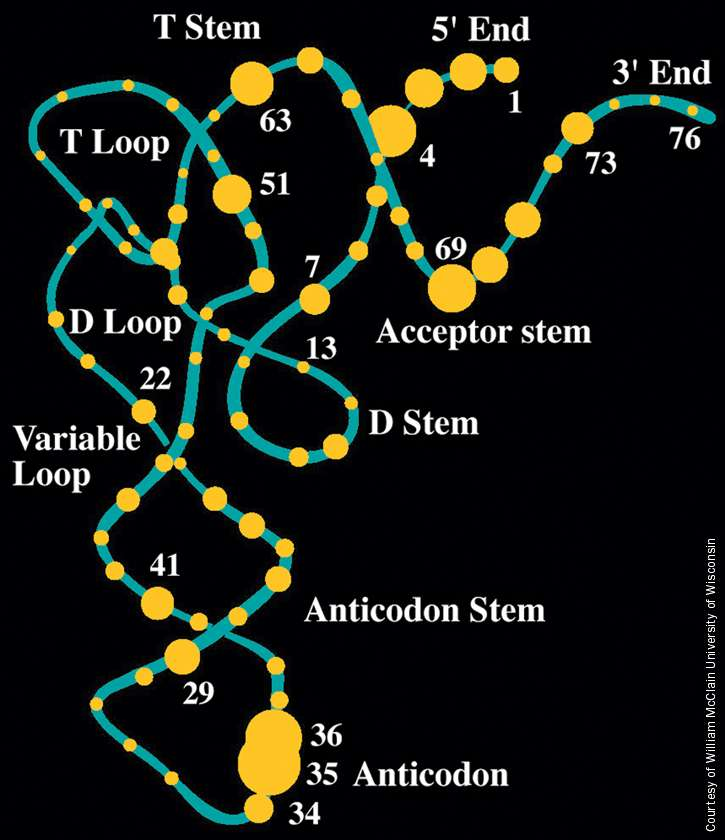 T Stem
5' End
3' End
63
1
76
T Loop
4
73
51
69
7
D Loop
Acceptor stem
13
22
D Stem
Variable
Loop
41
Anticodon Stem
29
36
35 Anticodon
34
Courtesy of William McClain University of Wisconsin